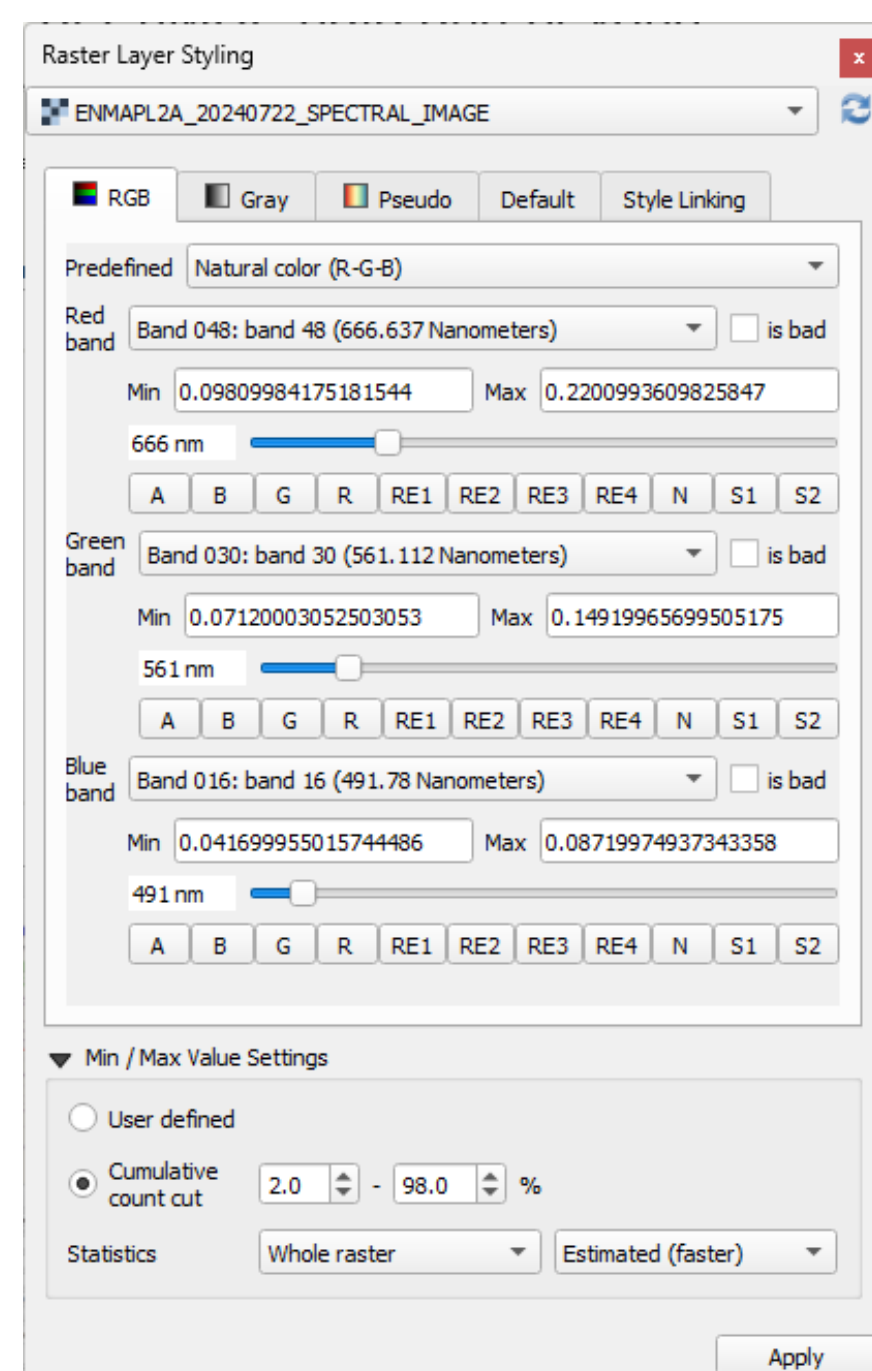 Raster Layer Styling
x
ENMAPL2A_20240722_SPECTRAL_IMAGE
RGB Gray Pseudo Default Style Linking
Predefined Natural color (R-G-B)
Red band Band 048: band 48 (666.637 Nanometers) is bad
Min 0.09809984175181544 Max 0.2200993609825847
666 nm
A B G R RE1 RE2 RE3 RE4 N S1 S2
Green band Band 030: band 30 (561.112 Nanometers) is bad
Min 0.07120003052503053 Max 0.14919965699505175
561 nm
A B G R RE1 RE2 RE3 RE4 N S1 S2
Blue band Band 016: band 16 (491.78 Nanometers) is bad
Min 0.041699955015744486 Max 0.08719974937343358
491 nm
A B G R RE1 RE2 RE3 RE4 N S1 S2
Min / Max Value Settings
User defined
Cumulative count cut 2.0 - 98.0 %
Statistics Whole raster Estimated (faster)
Apply